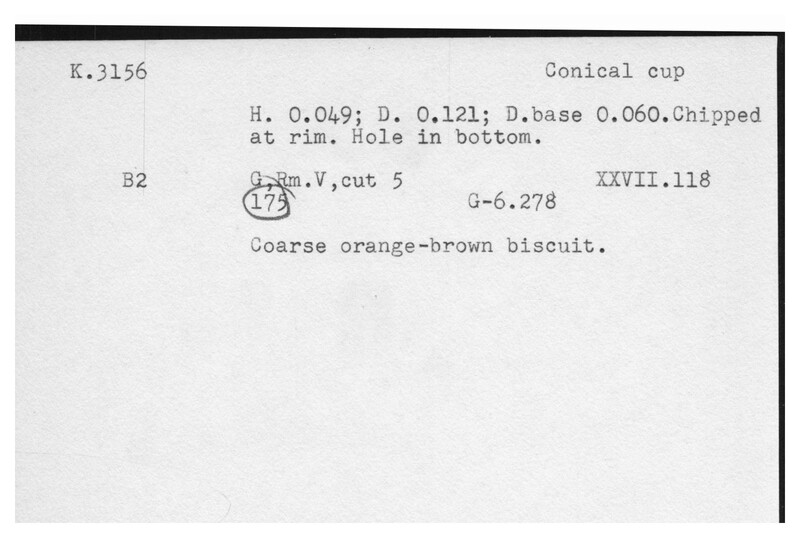 K.3156 Conical cup
H. 0.049; D. 0.121; D.base 0.060.Chipped
at rim. Hole in bottom.
B2 G,Rm.V,cut 5 XXVII.118
175 G-6.278
Coarse orange-brown biscuit.